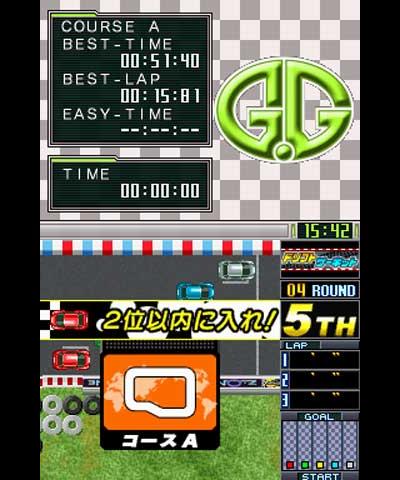 COURSE A
BEST-TIME
00:51:40
BEST-LAP
00:15:81
EASY-TIME
--:--:--
TIME
00:00:00
G.G
15:42
ドリフト
サーキット
04 ROUND
2位以内に入れ!
5TH
LAP
1 ' "
2 ' "
3 ' "
コースA
GOAL
START